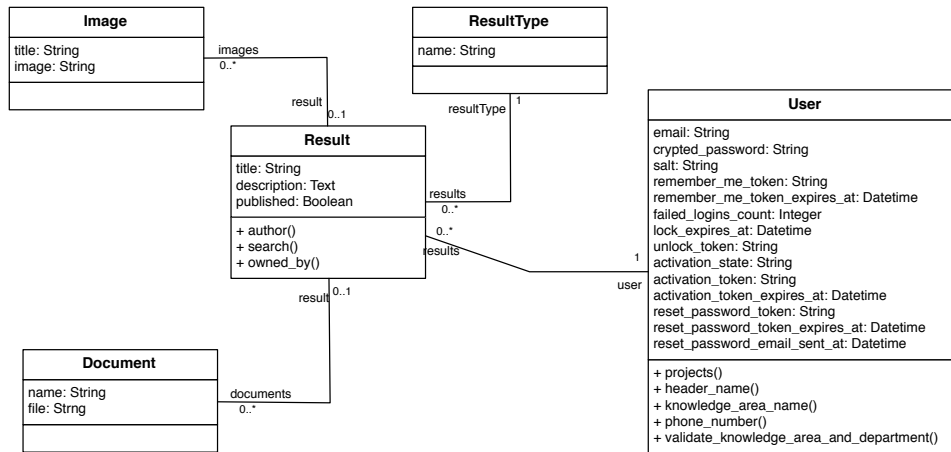 Image
title: String
image: String
images
0..*
result
0..1
ResultType
name: String
1
resultType
results
0..*
Result
title: String
description: Text
published: Boolean
+ author()
+ search()
+ owned_by()
0..*
results
1
user
0..1
result
User
email: String
crypted_password: String
salt: String
remember_me_token: String
remember_me_token_expires_at: Datetime
failed_logins_count: Integer
lock_expires_at: Datetime
unlock_token: String
activation_state: String
activation_token: String
activation_token_expires_at: Datetime
reset_password_token: String
reset_password_token_expires_at: Datetime
reset_password_email_sent_at: Datetime
+ projects()
+ header_name()
+ knowledge_area_name()
+ phone_number()
+ validate_knowledge_area_and_department()
Document
name: String
file: Strng
documents
0..*